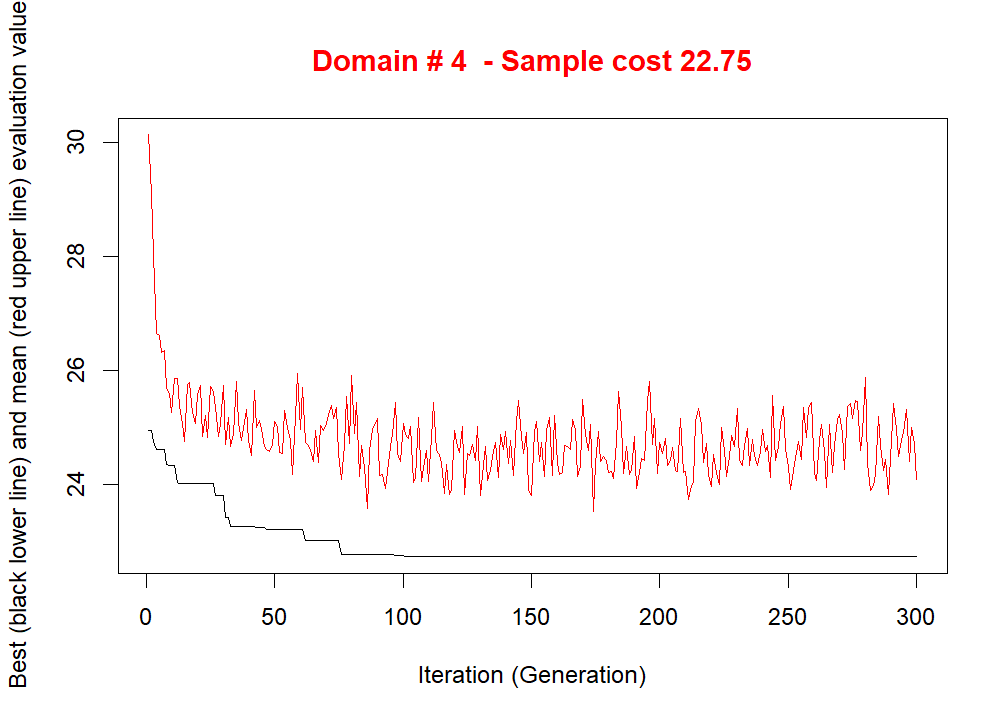 Domain # 4  - Sample cost 22.75
Best (black lower line) and mean (red upper line) evaluation value
30
28
26
24
0 50 100 150 200 250 300
Iteration (Generation)